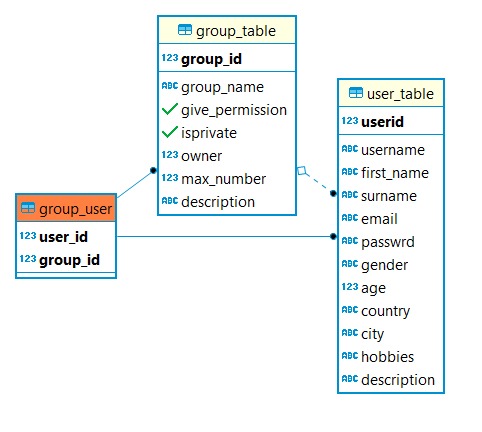 group_table
123 group_id
ABC group_name
give_permission
isprivate
123 owner
123 max_number
ABC description
user_table
123 userid
ABC username
ABC first_name
ABC surname
ABC email
ABC passwrd
ABC gender
123 age
ABC country
ABC city
ABC hobbies
ABC description
group_user
123 user_id
123 group_id